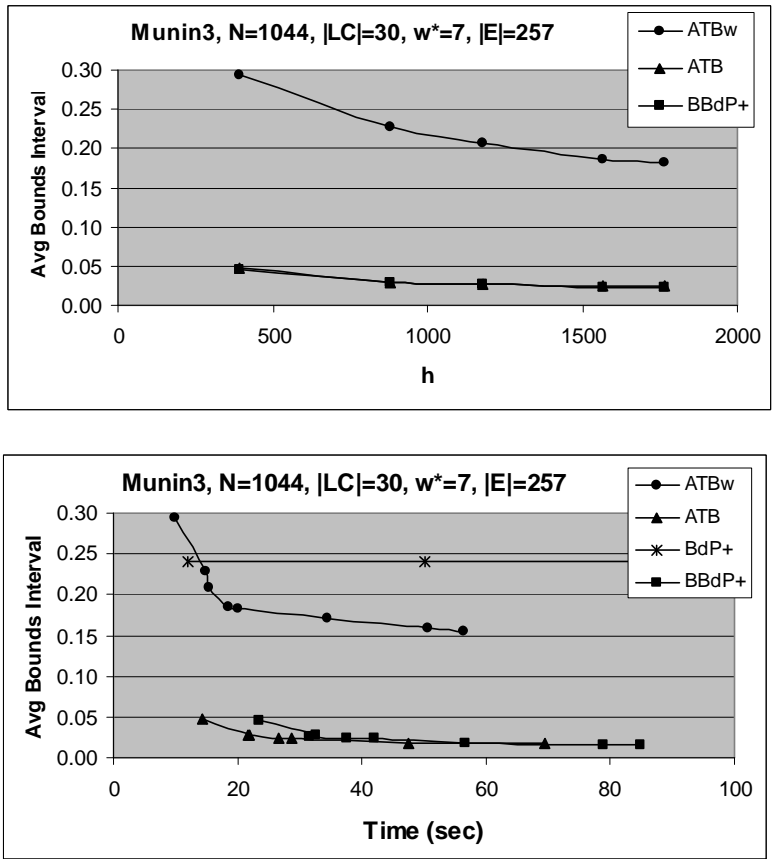 Munin3, N=1044, |LC|=30, w*=7, |E|=257
ATBw
ATB
BBdP+
Avg Bounds Interval
0.30
0.25
0.20
0.15
0.10
0.05
0.00
0 500 1000 1500 2000
h
Munin3, N=1044, |LC|=30, w*=7, |E|=257
ATBw
ATB
BdP+
BBdP+
Avg Bounds Interval
0.30
0.25
0.20
0.15
0.10
0.05
0.00
0 20 40 60 80 100
Time (sec)